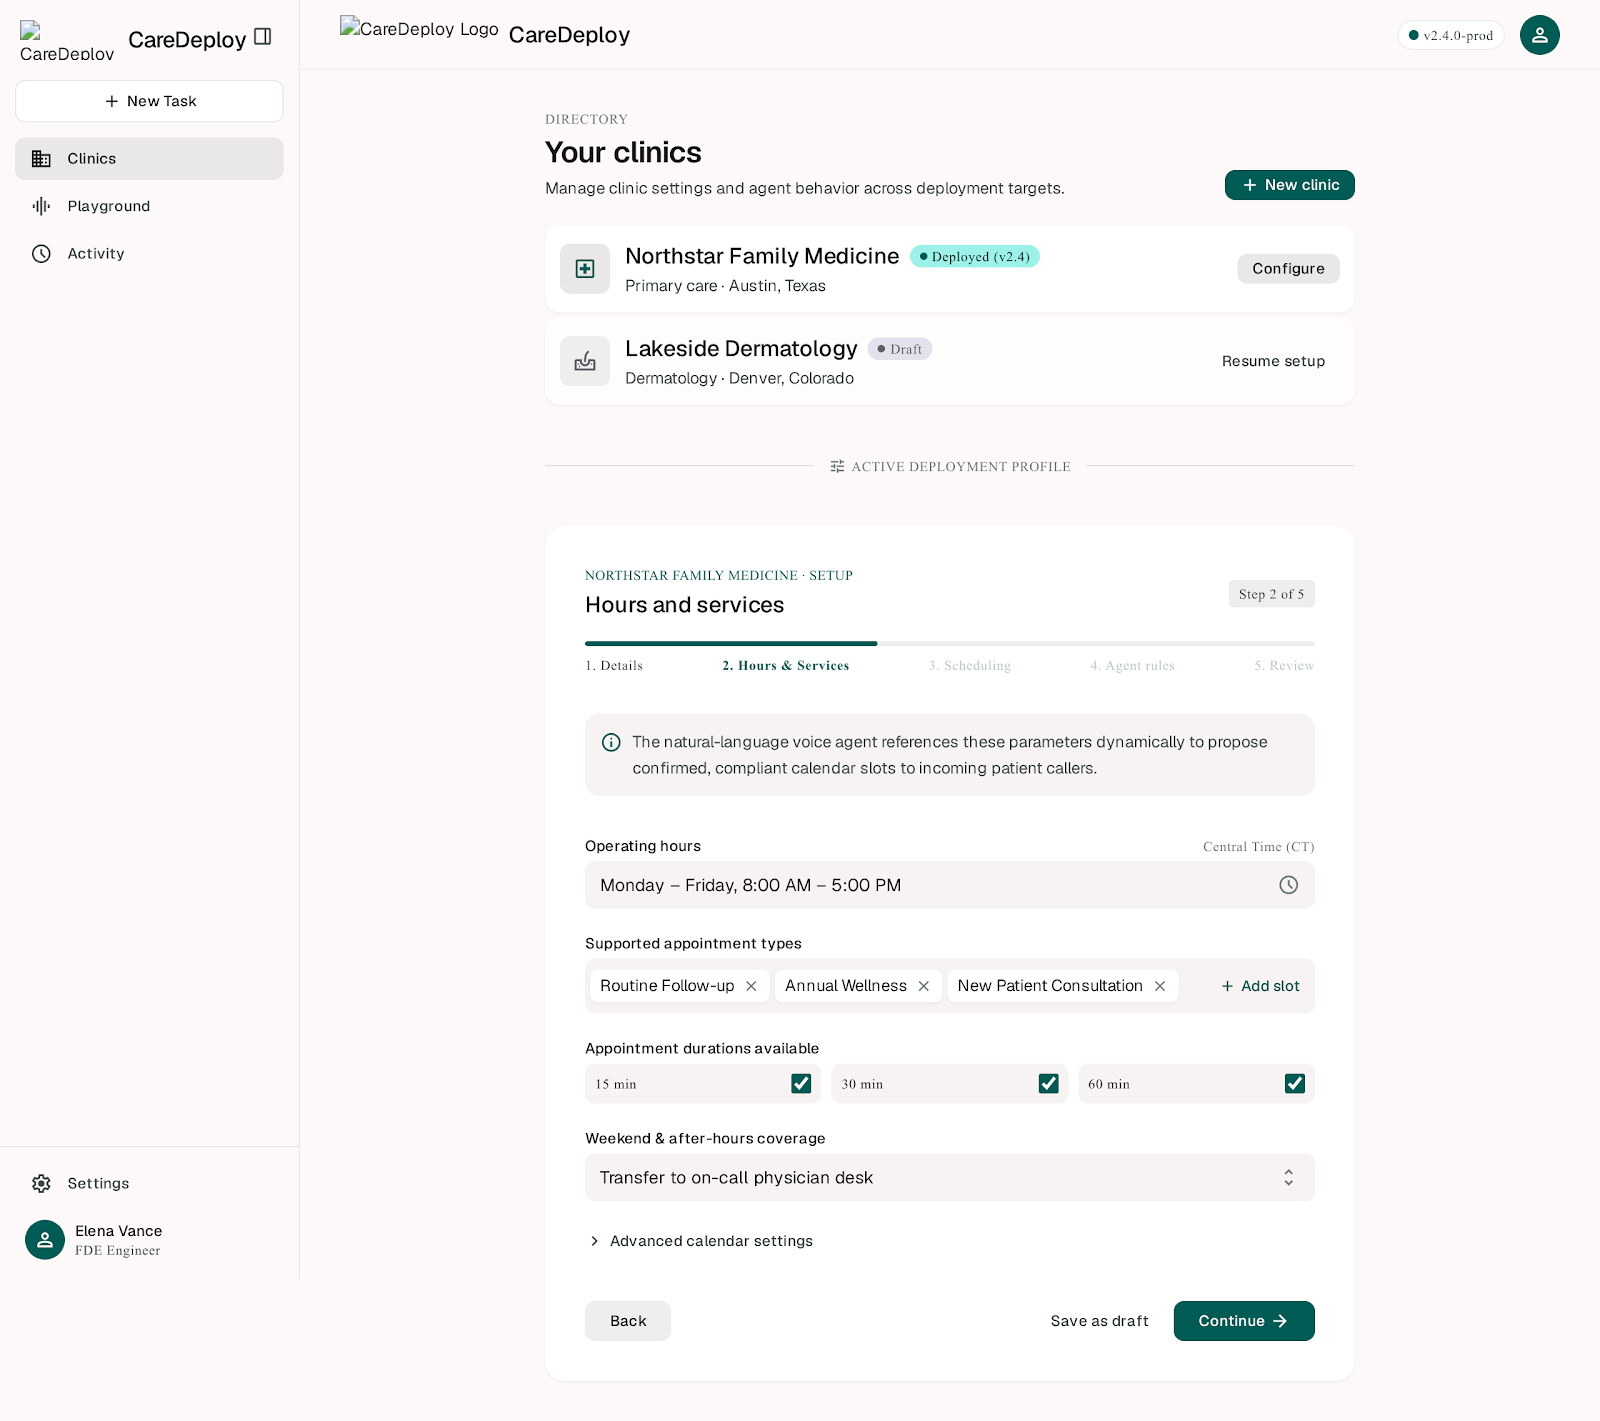 CareDeploy
CareDeploy
New Task
Clinics
Playground
Activity
Settings
Elena Vance
FDE Engineer
CareDeploy Logo
CareDeploy
v2.4.0-prod
DIRECTORY
Your clinics
Manage clinic settings and agent behavior across deployment targets.
New clinic
Northstar Family Medicine
Deployed (v2.4)
Primary care · Austin, Texas
Configure
Lakeside Dermatology
Draft
Dermatology · Denver, Colorado
Resume setup
ACTIVE DEPLOYMENT PROFILE
NORTHSTAR FAMILY MEDICINE · SETUP
Hours and services
Step 2 of 5
1. Details
2. Hours & Services
3. Scheduling
4. Agent rules
5. Review
The natural-language voice agent references these parameters dynamically to propose
confirmed, compliant calendar slots to incoming patient callers.
Operating hours
Central Time (CT)
Monday – Friday, 8:00 AM – 5:00 PM
Supported appointment types
Routine Follow-up
Annual Wellness
New Patient Consultation
Add slot
Appointment durations available
15 min
30 min
60 min
Weekend & after-hours coverage
Transfer to on-call physician desk
Advanced calendar settings
Back
Save as draft
Continue